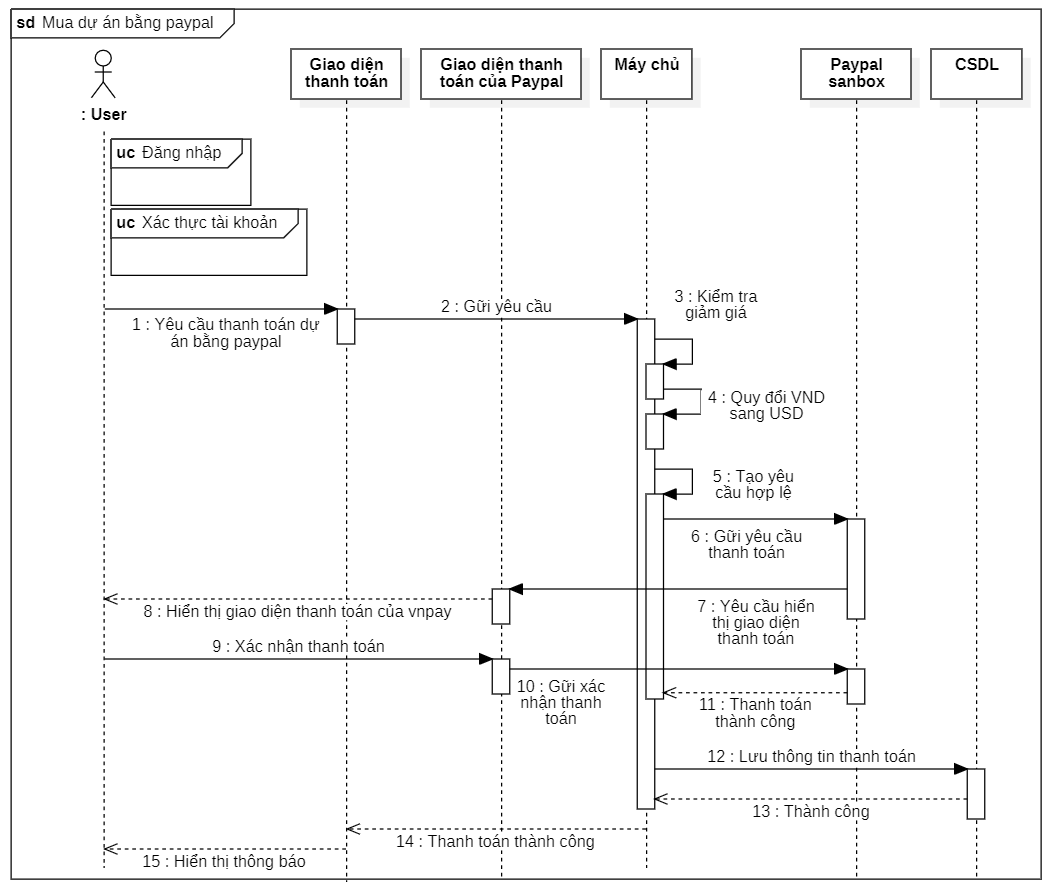 sd Mua dự án bằng paypal
: User
Giao diện
thanh toán
Giao diện thanh
toán của Paypal
Máy chủ
Paypal
sanbox
CSDL
uc Đăng nhập
uc Xác thực tài khoản
1 : Yêu cầu thanh toán dự
án bằng paypal
2 : Gữi yêu cầu
3 : Kiểm tra
giảm giá
4 : Quy đổi VND
sang USD
5 : Tạo yêu
cầu hợp lệ
6 : Gữi yêu cầu
thanh toán
7 : Yêu cầu hiển
thị giao diện
thanh toán
8 : Hiển thị giao diện thanh toán của vnpay
9 : Xác nhận thanh toán
10 : Gữi xác
nhận thanh
toán
11 : Thanh toán
thành công
12 : Lưu thông tin thanh toán
13 : Thành công
14 : Thanh toán thành công
15 : Hiển thị thông báo